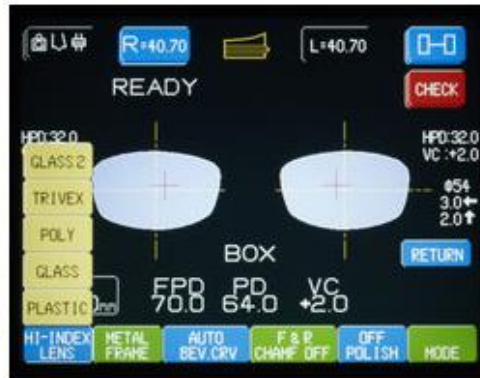 R=40.70
L=40.70
READY
CHECK
HPD:32.0
HPD:32.0
VC :+2.0
GLASS 2
φ54
TRIVEX
3.0←
2.0↑
POLY
BOX
RETURN
GLASS
FPD PD VC
PLASTIC
70.0 64.0 +2.0
HI-INDEX LENS
METAL FRAME
AUTO BEV.CRV
F & R CHAMF OFF
OFF POLISH
MODE